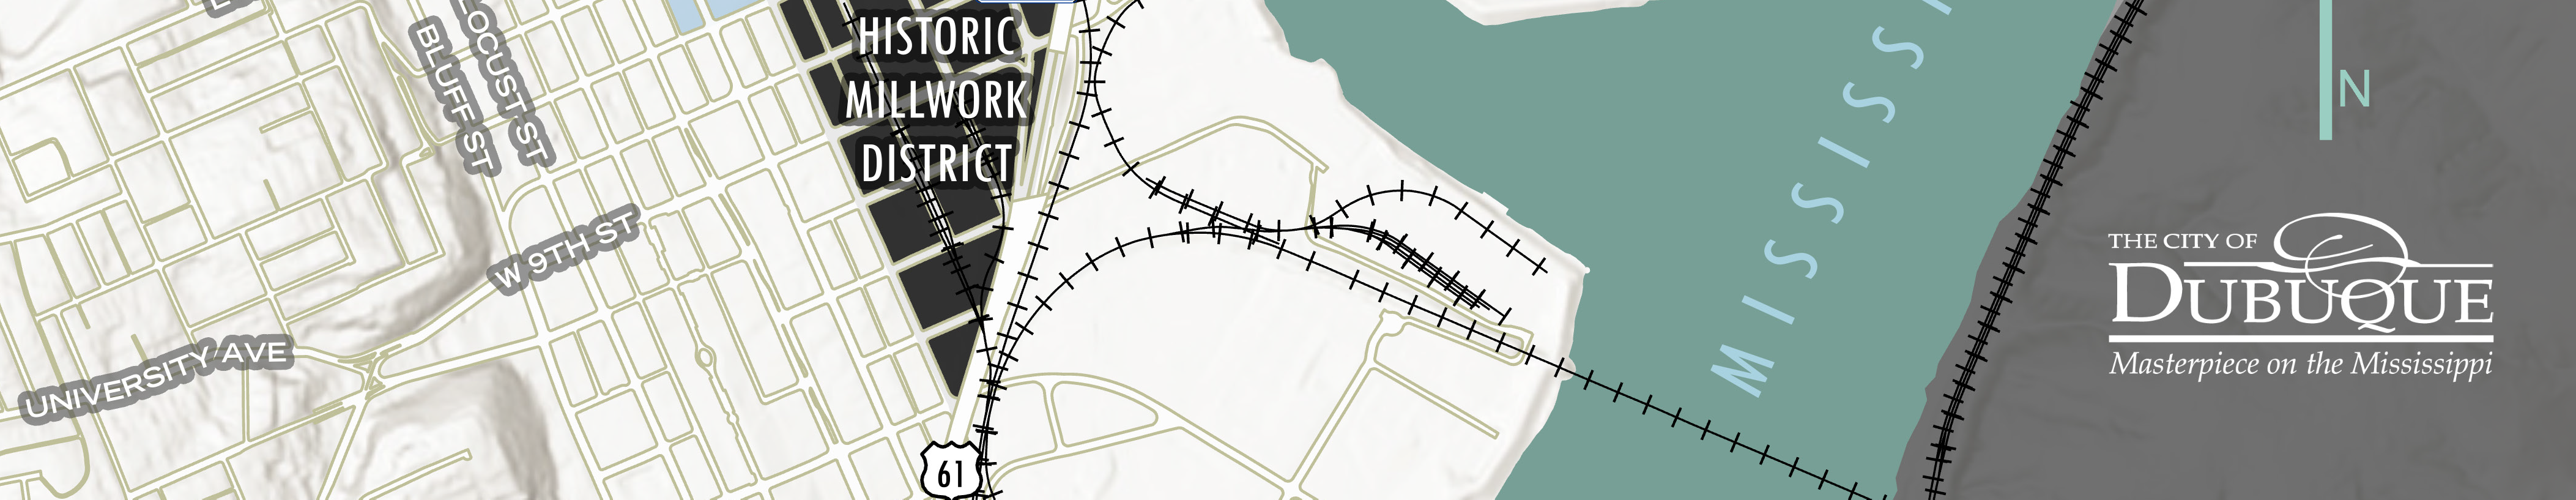 HISTORIC
MILLWORK
DISTRICT
BLUFF ST
OCUST ST
W 9TH ST
UNIVERSITY AVE
61
MISSISSI
N
THE CITY OF
DUBUQUE
Masterpiece on the Mississippi